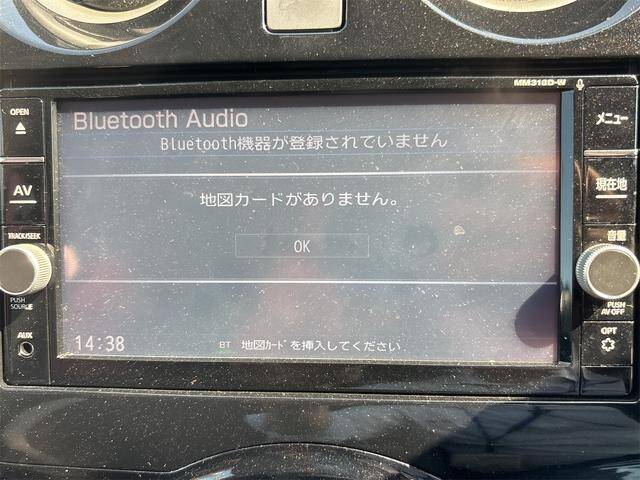 MM318D-W
OPEN
メニュー
Bluetooth Audio
Bluetooth機器が登録されていません
AV
現在地
地図カードがありません。
TRACK/SEEK
音量
OK
PUSH
SOURCE
PUSH
AV OFF
AUX
OPT
14:38
BT 地図ｶｰﾄﾞを挿入してください